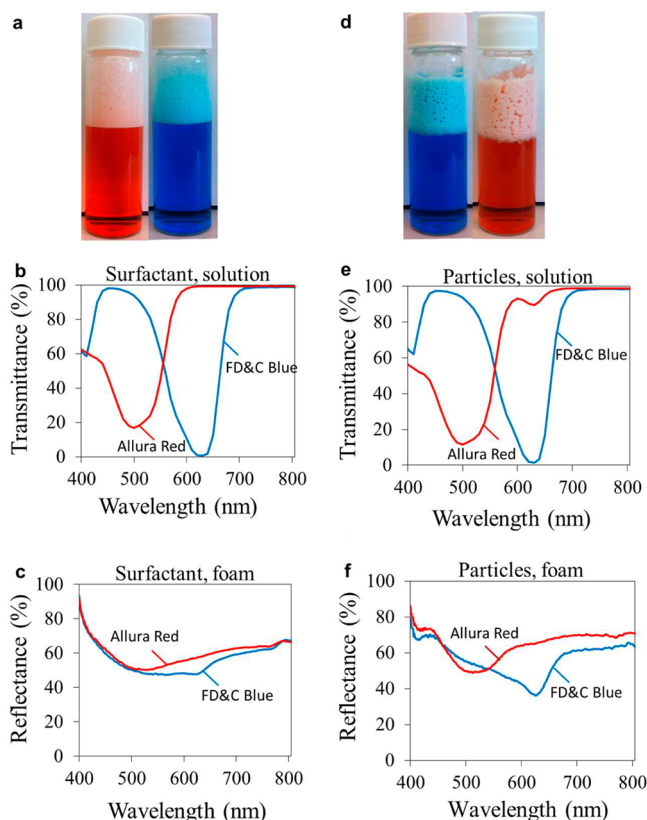 a
b
Surfactant, solution
Transmittance (%)
100
80
60
40
20
0
FD&C Blue
Allura Red
400 500 600 700 800
Wavelength (nm)
c
Surfactant, foam
Reflectance (%)
100
80
60
40
20
0
Allura Red
FD&C Blue
400 500 600 700 800
Wavelength (nm)
d
e
Particles, solution
Transmittance (%)
100
80
60
40
20
0
FD&C Blue
Allura Red
400 500 600 700 800
Wavelength (nm)
f
Particles, foam
Reflectance (%)
100
80
60
40
20
0
Allura Red
FD&C Blue
400 500 600 700 800
Wavelength (nm)